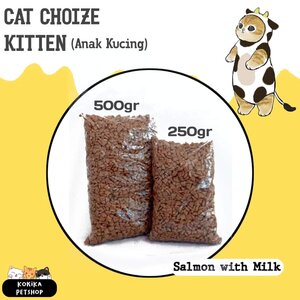 CAT CHOIZE
KITTEN (Anak Kucing)
500gr
250gr
Salmon with Milk
KOKIKA
PETSHOP